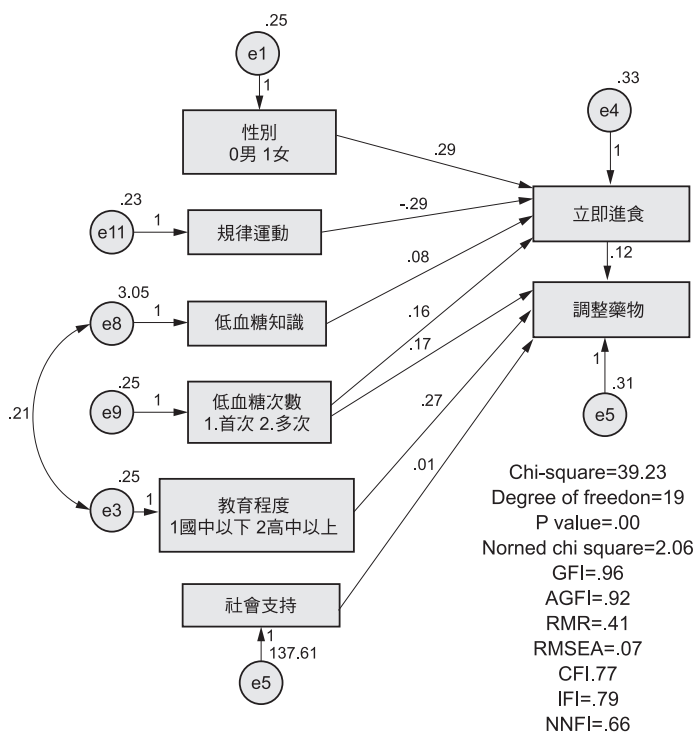 .25
e1
1
性別
0男 1女
.29
.33
e4
1
立即進食
.23
e11
1
規律運動
-.29
.12
3.05
e8
1
低血糖知識
.08
調整藥物
.21
.25
e9
1
低血糖次數
1.首次 2.多次
.16
.17
1
.31
e5
.25
e3
1
教育程度
1國中以下 2高中以上
.27
.01
社會支持
1
137.61
e5
Chi-square=39.23
Degree of freedon=19
P value=.00
Norned chi square=2.06
GFI=.96
AGFI=.92
RMR=.41
RMSEA=.07
CFI.77
IFI=.79
NNFI=.66